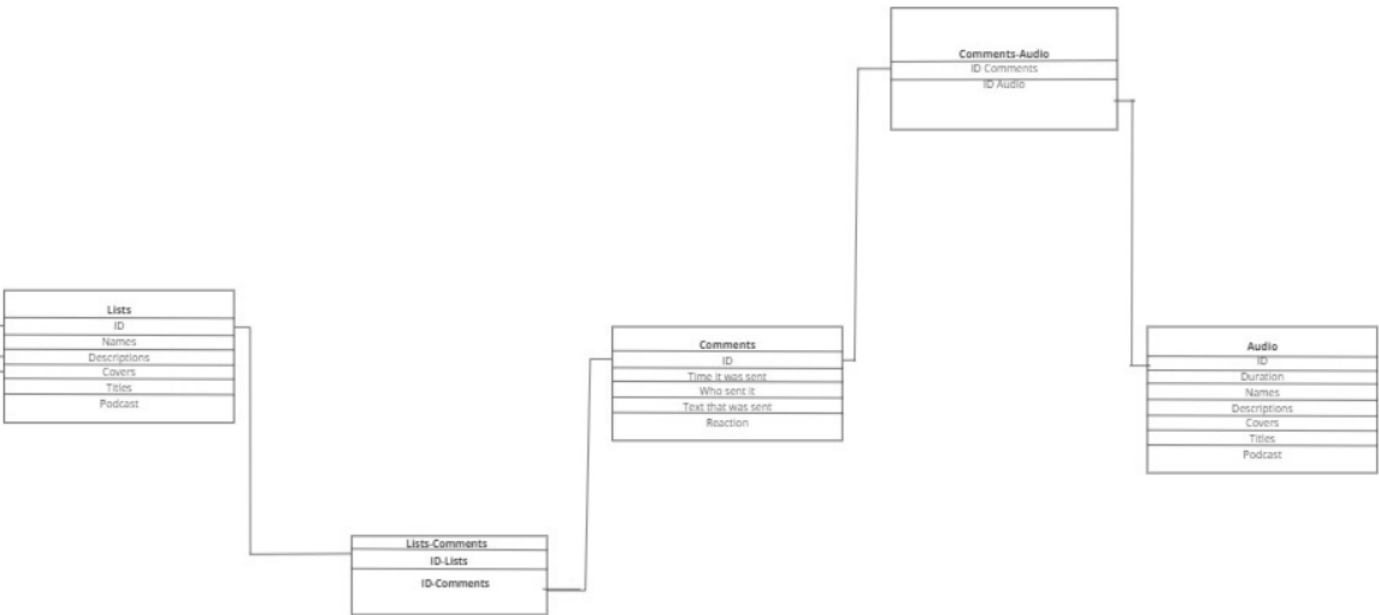 Comments-Audio
ID Comments
ID Audio
Lists
ID
Names
Descriptions
Covers
Titles
Podcast
Comments
ID
Time it was sent
Who sent it
Text that was sent
Reaction
Audio
ID
Duration
Names
Descriptions
Covers
Titles
Podcast
Lists-Comments
ID-Lists
ID-Comments